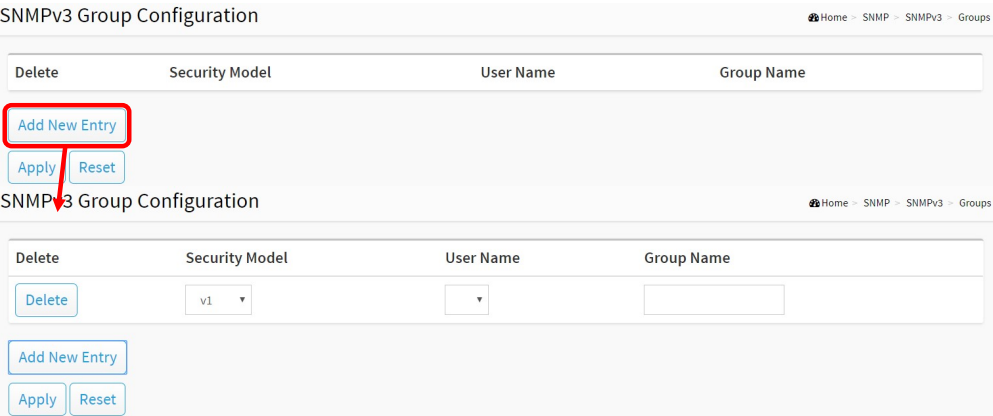 SNMPv3 Group Configuration
Home > SNMP > SNMPv3 > Groups
Delete Security Model User Name Group Name
Add New Entry
Apply Reset
SNMPv3 Group Configuration
Home > SNMP > SNMPv3 > Groups
Delete Security Model User Name Group Name
Delete v1
Add New Entry
Apply Reset